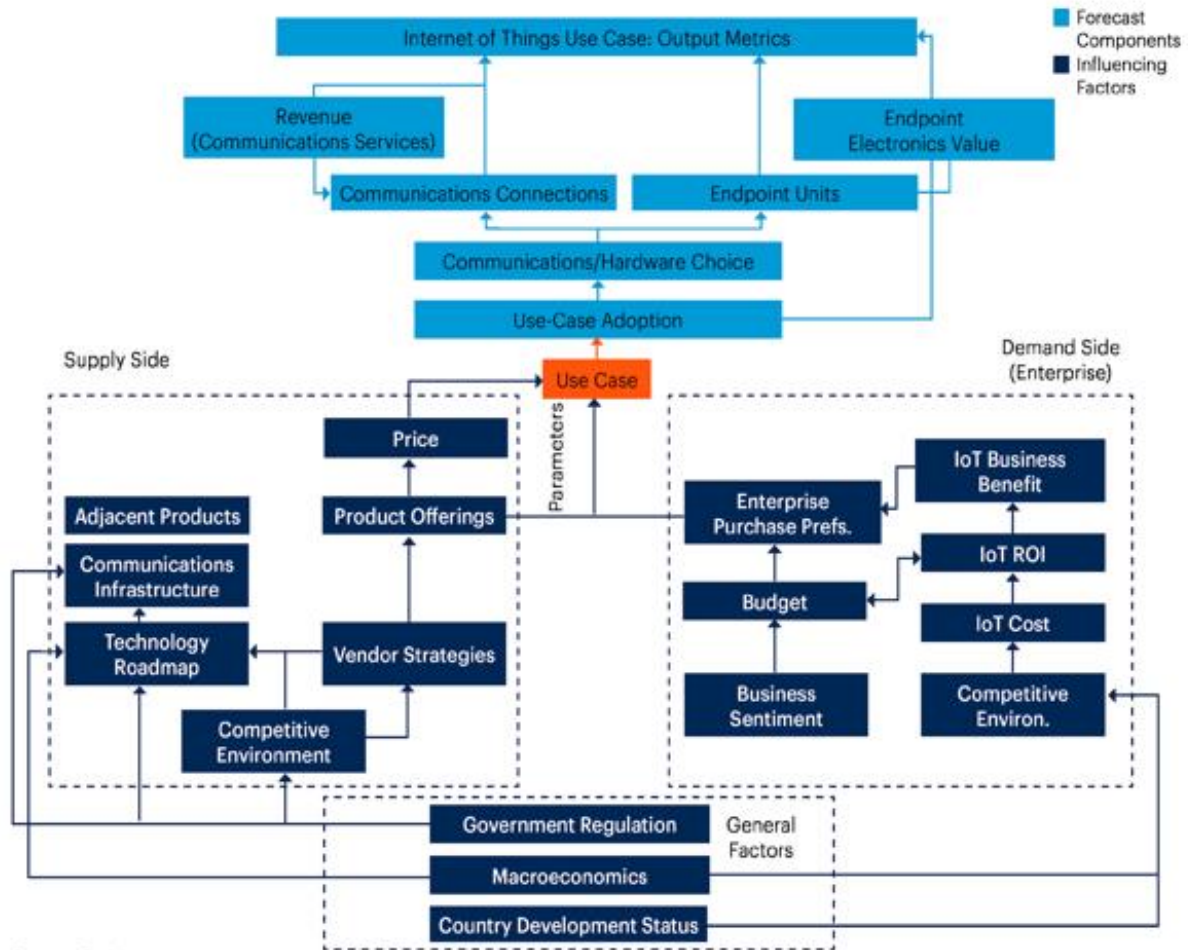 Forecast
Components
Influencing
Factors
Internet of Things Use Case: Output Metrics
Revenue
(Communications Services)
Endpoint
Electronics Value
Communications Connections
Endpoint Units
Communications/Hardware Choice
Use-Case Adoption
Supply Side
Demand Side
(Enterprise)
Use Case
Parameters
Price
Adjacent Products
Product Offerings
Communications
Infrastructure
Technology
Roadmap
Vendor Strategies
Competitive
Environment
IoT Business
Benefit
Enterprise
Purchase Prefs.
IoT ROI
Budget
IoT Cost
Business
Sentiment
Competitive
Environ.
Government Regulation
General
Factors
Macroeconomics
Country Development Status